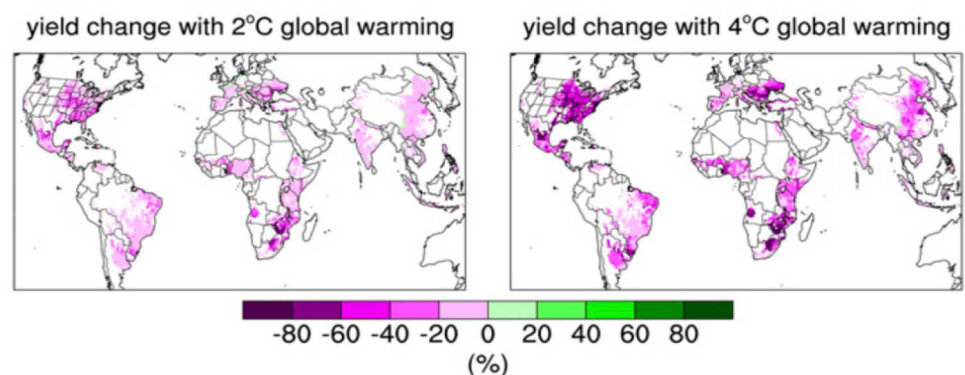 yield change with 2°C global warming
yield change with 4°C global warming
-80 -60 -40 -20 0 20 40 60 80
(%)